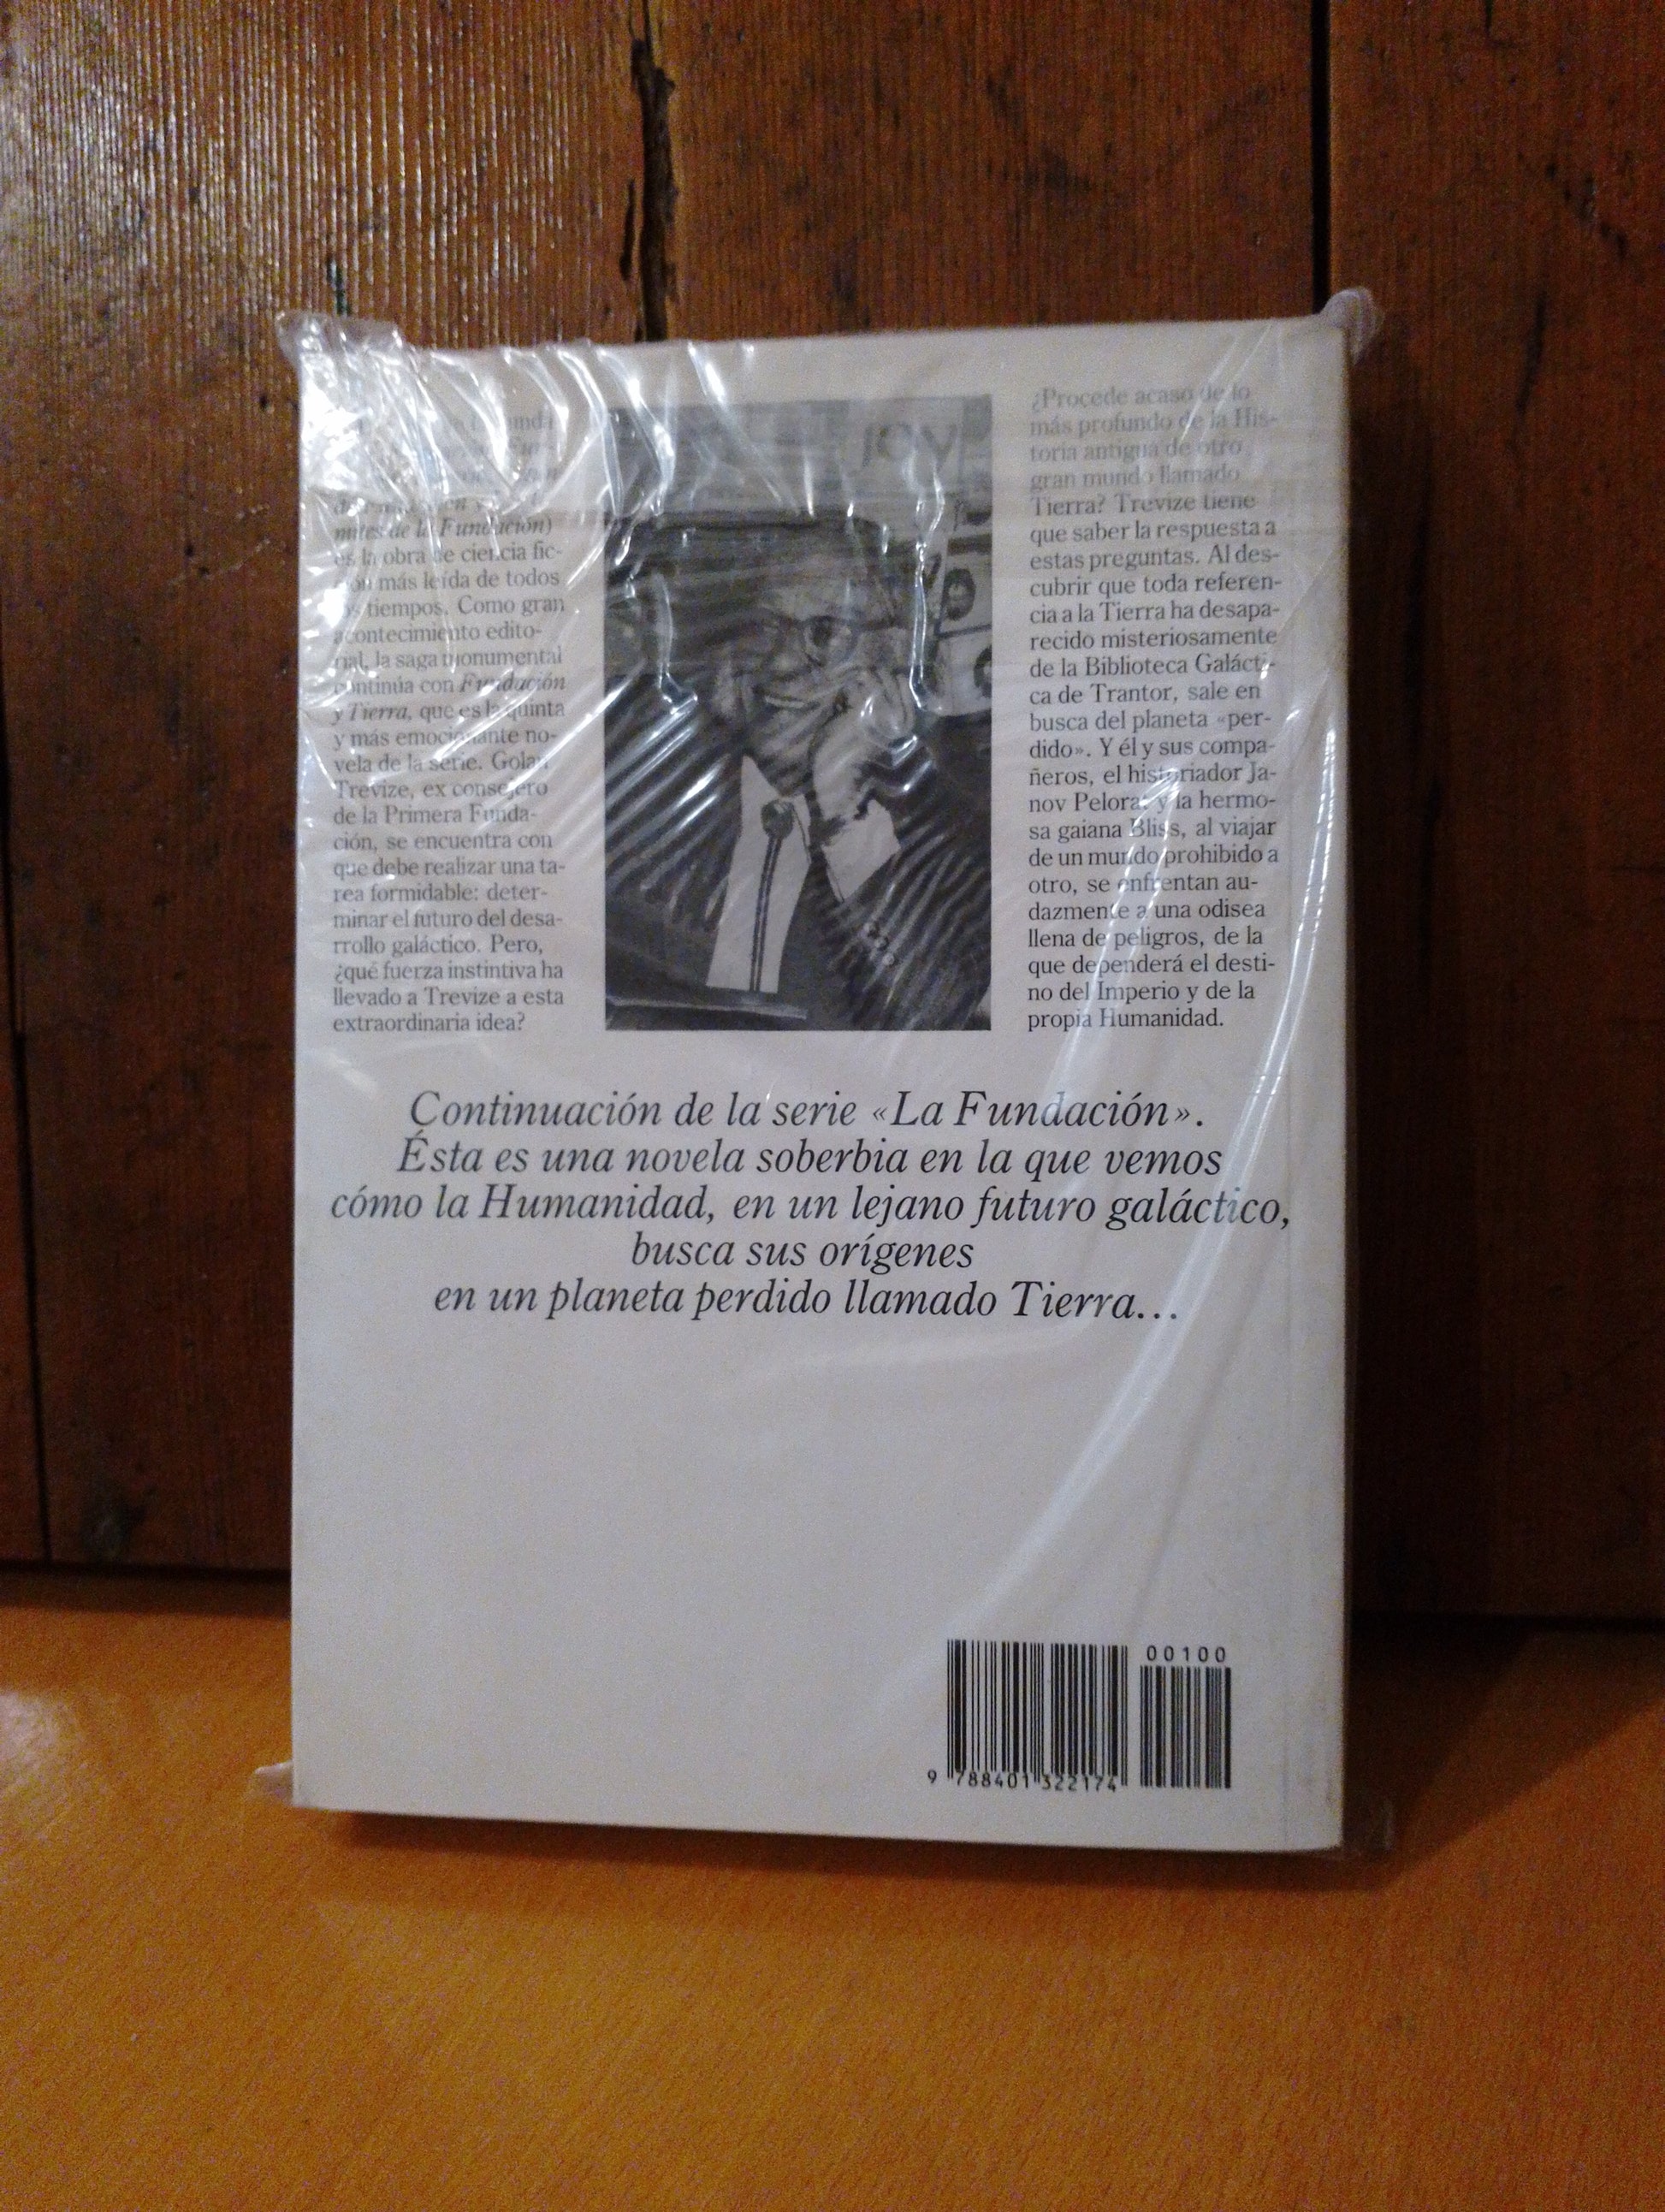 nutes de la Fundación)
es la obra de ciencia fic-
ción más leída de todos
los tiempos. Como gran
acontecimiento edito-
rial, la saga monumental
continúa con Fundación
y Tierra, que es la quinta
y más emocionante no-
vela de la serie. Golan
Trevize, ex consejero
de la Primera Funda-
ción, se encuentra con
que debe realizar una ta-
rea formidable: deter-
minar el futuro del desa-
rrollo galáctico. Pero,
¿qué fuerza instintiva ha
llevado a Trevize a esta
extraordinaria idea?
JOY
¿Procede acaso de lo
más profundo de la His-
toria antigua de otro
gran mundo llamado
Tierra? Trevize tiene
que saber la respuesta a
estas preguntas. Al des-
cubrir que toda referen-
cia a la Tierra ha desapa-
recido misteriosamente
de la Biblioteca Galácti-
ca de Trantor, sale en
busca del planeta «per-
dido». Y él y sus compa-
ñeros, el historiador Ja-
nov Pelorat y la hermo-
sa gaiana Bliss, al viajar
de un mundo prohibido a
otro, se enfrentan au-
dazmente a una odisea
llena de peligros, de la
que dependerá el desti-
no del Imperio y de la
propia Humanidad.
Continuación de la serie «La Fundación».
Ésta es una novela soberbia en la que vemos
cómo la Humanidad, en un lejano futuro galáctico,
busca sus orígenes
en un planeta perdido llamado Tierra...
00100
9 788401 322174